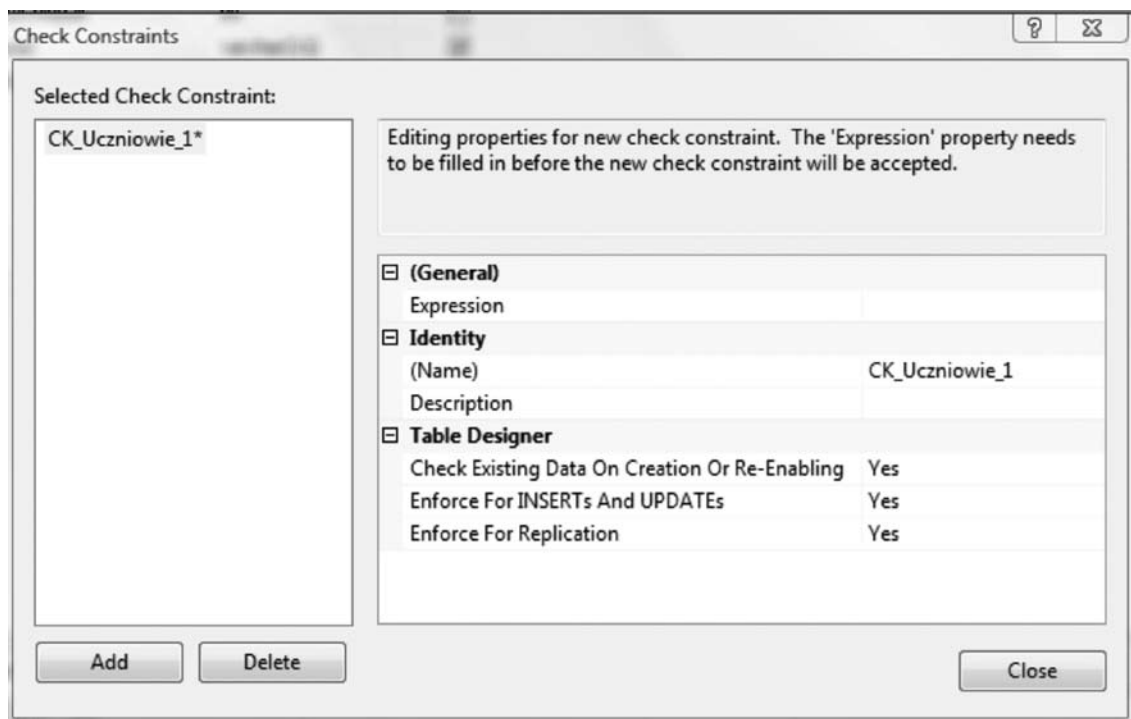 Check Constraints
Selected Check Constraint:
CK_Uczniowie_1*
Editing properties for new check constraint. The 'Expression' property needs
to be filled in before the new check constraint will be accepted.
(General)
Expression
Identity
(Name) CK_Uczniowie_1
Description
Table Designer
Check Existing Data On Creation Or Re-Enabling Yes
Enforce For INSERTs And UPDATEs Yes
Enforce For Replication Yes
Add Delete
Close